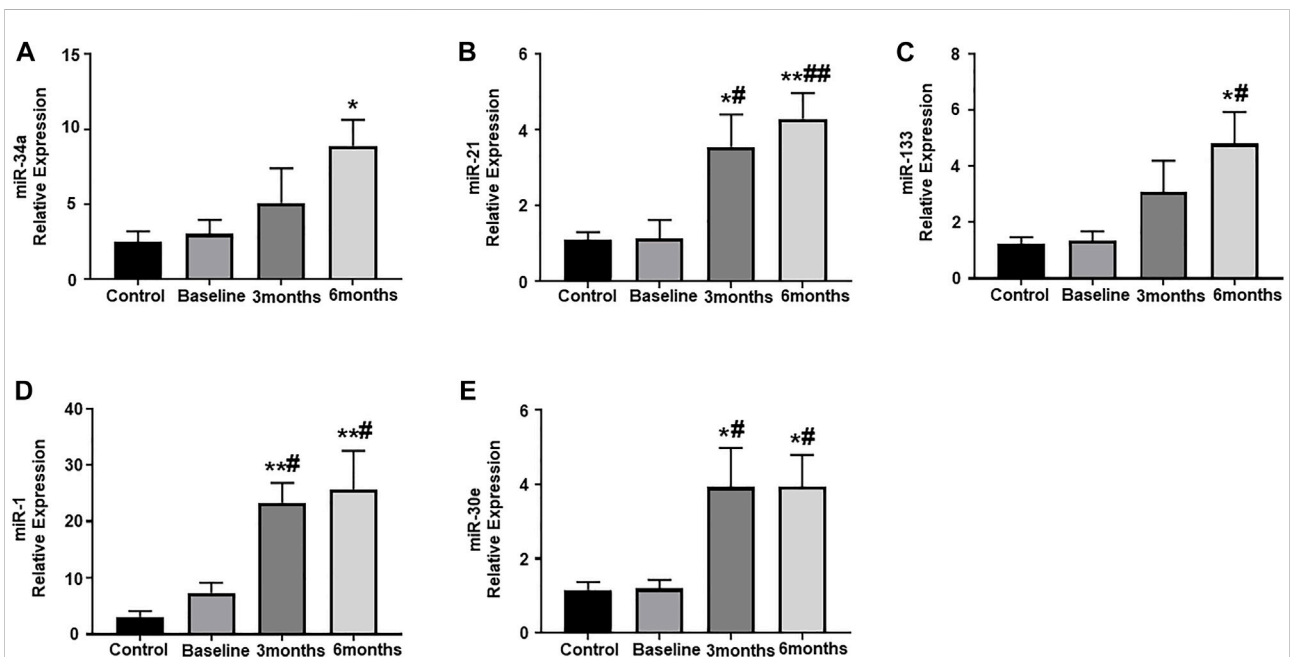 A
miR-34a
Relative Expression
15
10
5
0
*
Control Baseline 3months 6months
B
miR-21
Relative Expression
6
4
2
0
*#
**##
Control Baseline 3months 6months
C
miR-133
Relative Expression
8
6
4
2
0
*#
Control Baseline 3months 6months
D
miR-1
Relative Expression
40
30
20
10
0
**#
**#
Control Baseline 3months 6months
E
miR-30e
Relative Expression
6
4
2
0
*#
*#
Control Baseline 3months 6months